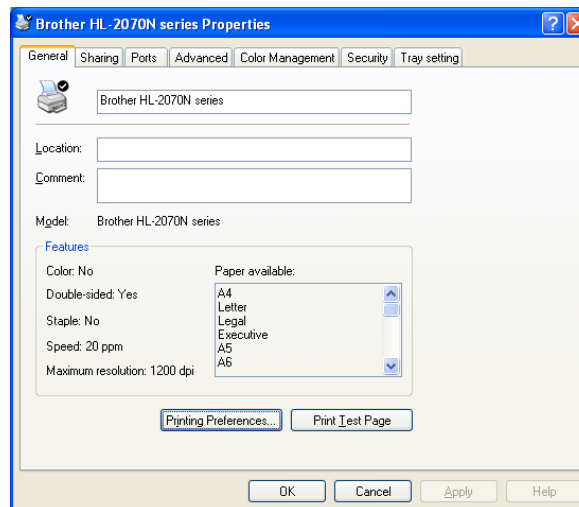 Brother HL-2070N series Properties
General Sharing Ports Advanced Color Management Security Tray setting
Brother HL-2070N series
Location:
Comment:
Model: Brother HL-2070N series
Features
Color: No Paper available:
Double-sided: Yes A4
Letter
Staple: No Legal
Executive
Speed: 20 ppm A5
Maximum resolution: 1200 dpi A6
Printing Preferences... Print Test Page
OK Cancel Apply Help